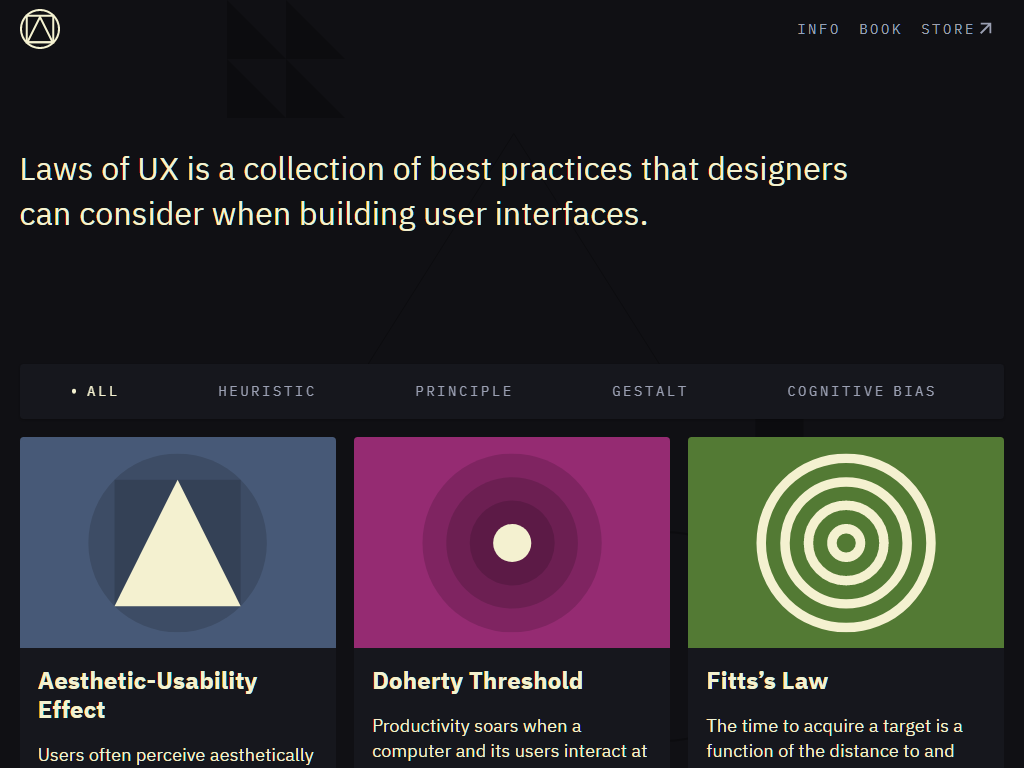 INFO BOOK STORE
Laws of UX is a collection of best practices that designers
can consider when building user interfaces.
• ALL HEURISTIC PRINCIPLE GESTALT COGNITIVE BIAS
Aesthetic-Usability
Effect
Users often perceive aesthetically
Doherty Threshold
Productivity soars when a
computer and its users interact at
Fitts’s Law
The time to acquire a target is a
function of the distance to and